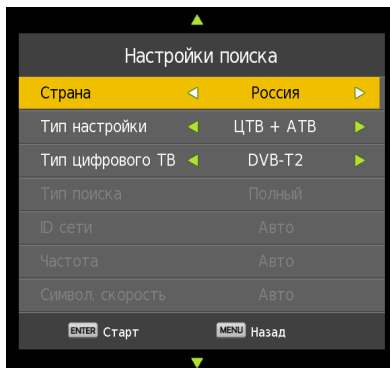 Настройки поиска
Страна Россия
Тип настройки ЦТВ + АТВ
Тип цифрового ТВ DVB-T2
Тип поиска Полный
ID сети Авто
Частота Авто
Символ. скорость Авто
ENTER Старт MENU Назад